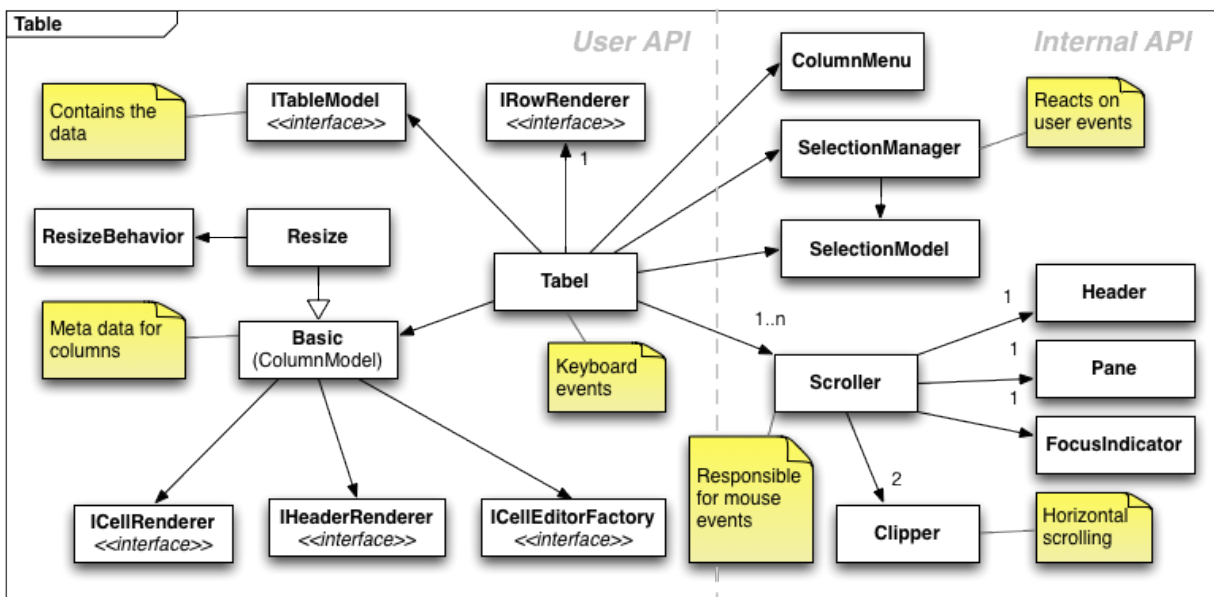 Table
User API
Internal API
Contains the
data
ITableModel
<<interface>>
IRowRenderer
<<interface>>
1
ColumnMenu
Reacts on
user events
SelectionManager
SelectionModel
ResizeBehavior
Resize
Tabel
Meta data for
columns
Basic
(ColumnModel)
Keyboard
events
1..n
Scroller
1
Header
1
Pane
1
FocusIndicator
Responsible
for mouse
events
2
Clipper
Horizontal
scrolling
ICellRenderer
<<interface>>
IHeaderRenderer
<<interface>>
ICellEditorFactory
<<interface>>